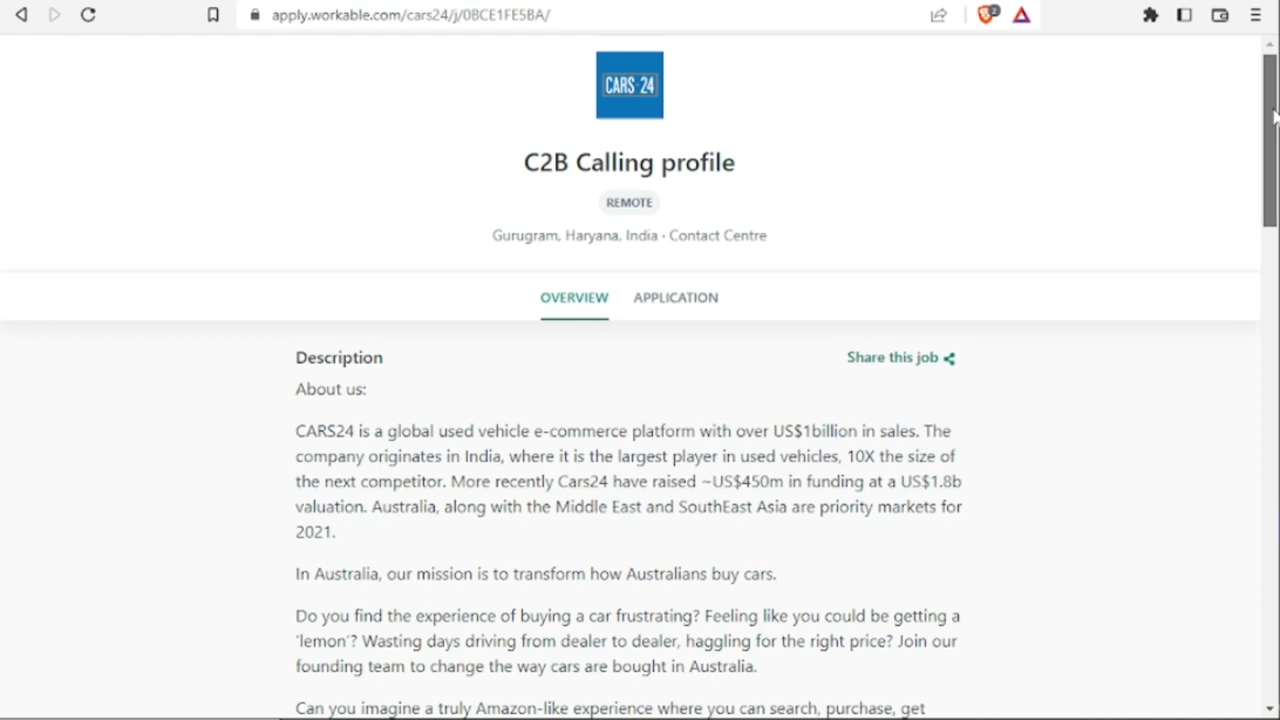 apply.workable.com/cars24/j/0BCE1FE5BA/
2
CARS 24
C2B Calling profile
REMOTE
Gurugram, Haryana, India · Contact Centre
OVERVIEW APPLICATION
Description Share this job
About us:
CARS24 is a global used vehicle e-commerce platform with over US$1billion in sales. The
company originates in India, where it is the largest player in used vehicles, 10X the size of
the next competitor. More recently Cars24 have raised ~US$450m in funding at a US$1.8b
valuation. Australia, along with the Middle East and SouthEast Asia are priority markets for
2021.
In Australia, our mission is to transform how Australians buy cars.
Do you find the experience of buying a car frustrating? Feeling like you could be getting a
'lemon'? Wasting days driving from dealer to dealer, haggling for the right price? Join our
founding team to change the way cars are bought in Australia.
Can you imagine a truly Amazon-like experience where you can search, purchase, get